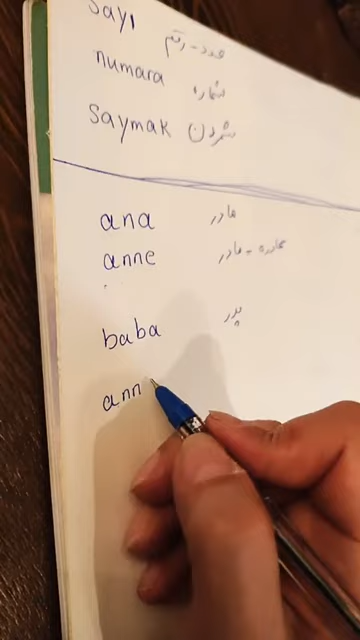 sayı عدد - رقم
numara شماره
saymak شمردن
ana مادر
anne مادر
baba پدر
ann